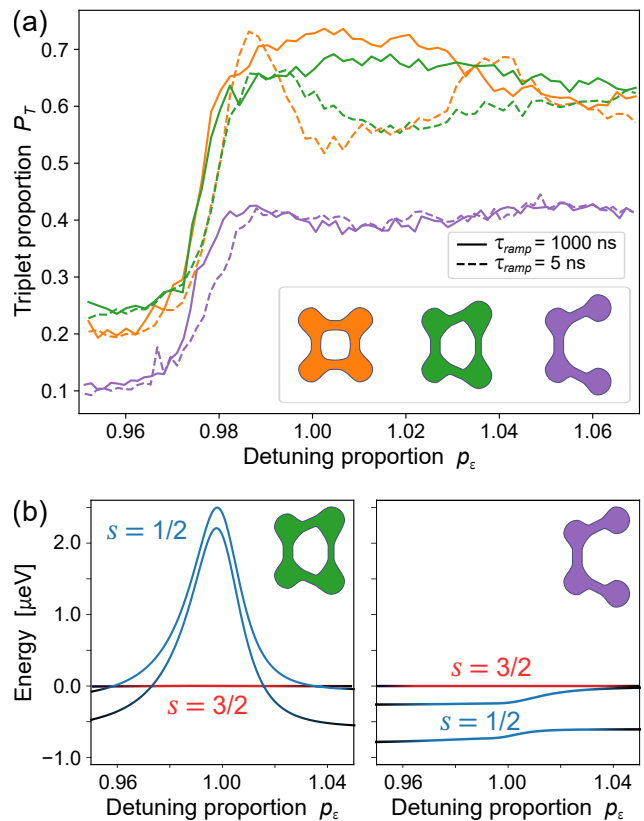 (a)
0.7
0.6
0.5
0.4
0.3
0.2
0.1
Triplet proportion P_T
τ_ramp = 1000 ns
τ_ramp = 5 ns
0.96 0.98 1.00 1.02 1.04 1.06
Detuning proportion p_ε
(b)
2.0
1.0
0.0
−1.0
Energy [μeV]
s = 1/2
s = 3/2
0.96 1.00 1.04
Detuning proportion p_ε
s = 3/2
s = 1/2
0.96 1.00 1.04
Detuning proportion p_ε